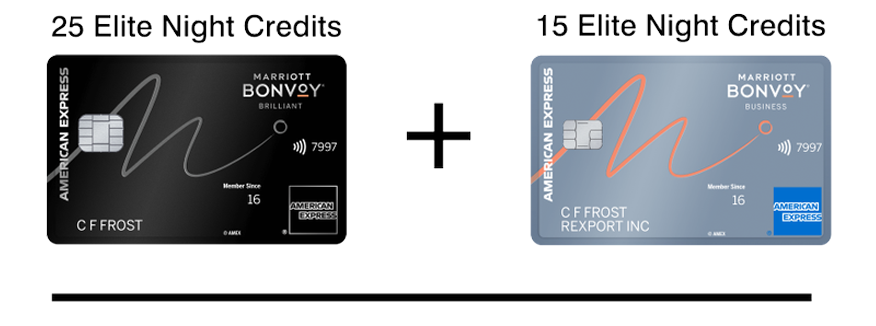 25 Elite Night Credits
AMERICAN EXPRESS
MARRIOTT
BONVOY
BRILLIANT
7997
Member Since
16
C F FROST
© AMEX
®
AMERICAN
EXPRESS
+
15 Elite Night Credits
AMERICAN EXPRESS
MARRIOTT
BONVOY
BUSINESS
7997
Member Since
16
C F FROST
REXPORT INC
© AMEX
®
AMERICAN
EXPRESS